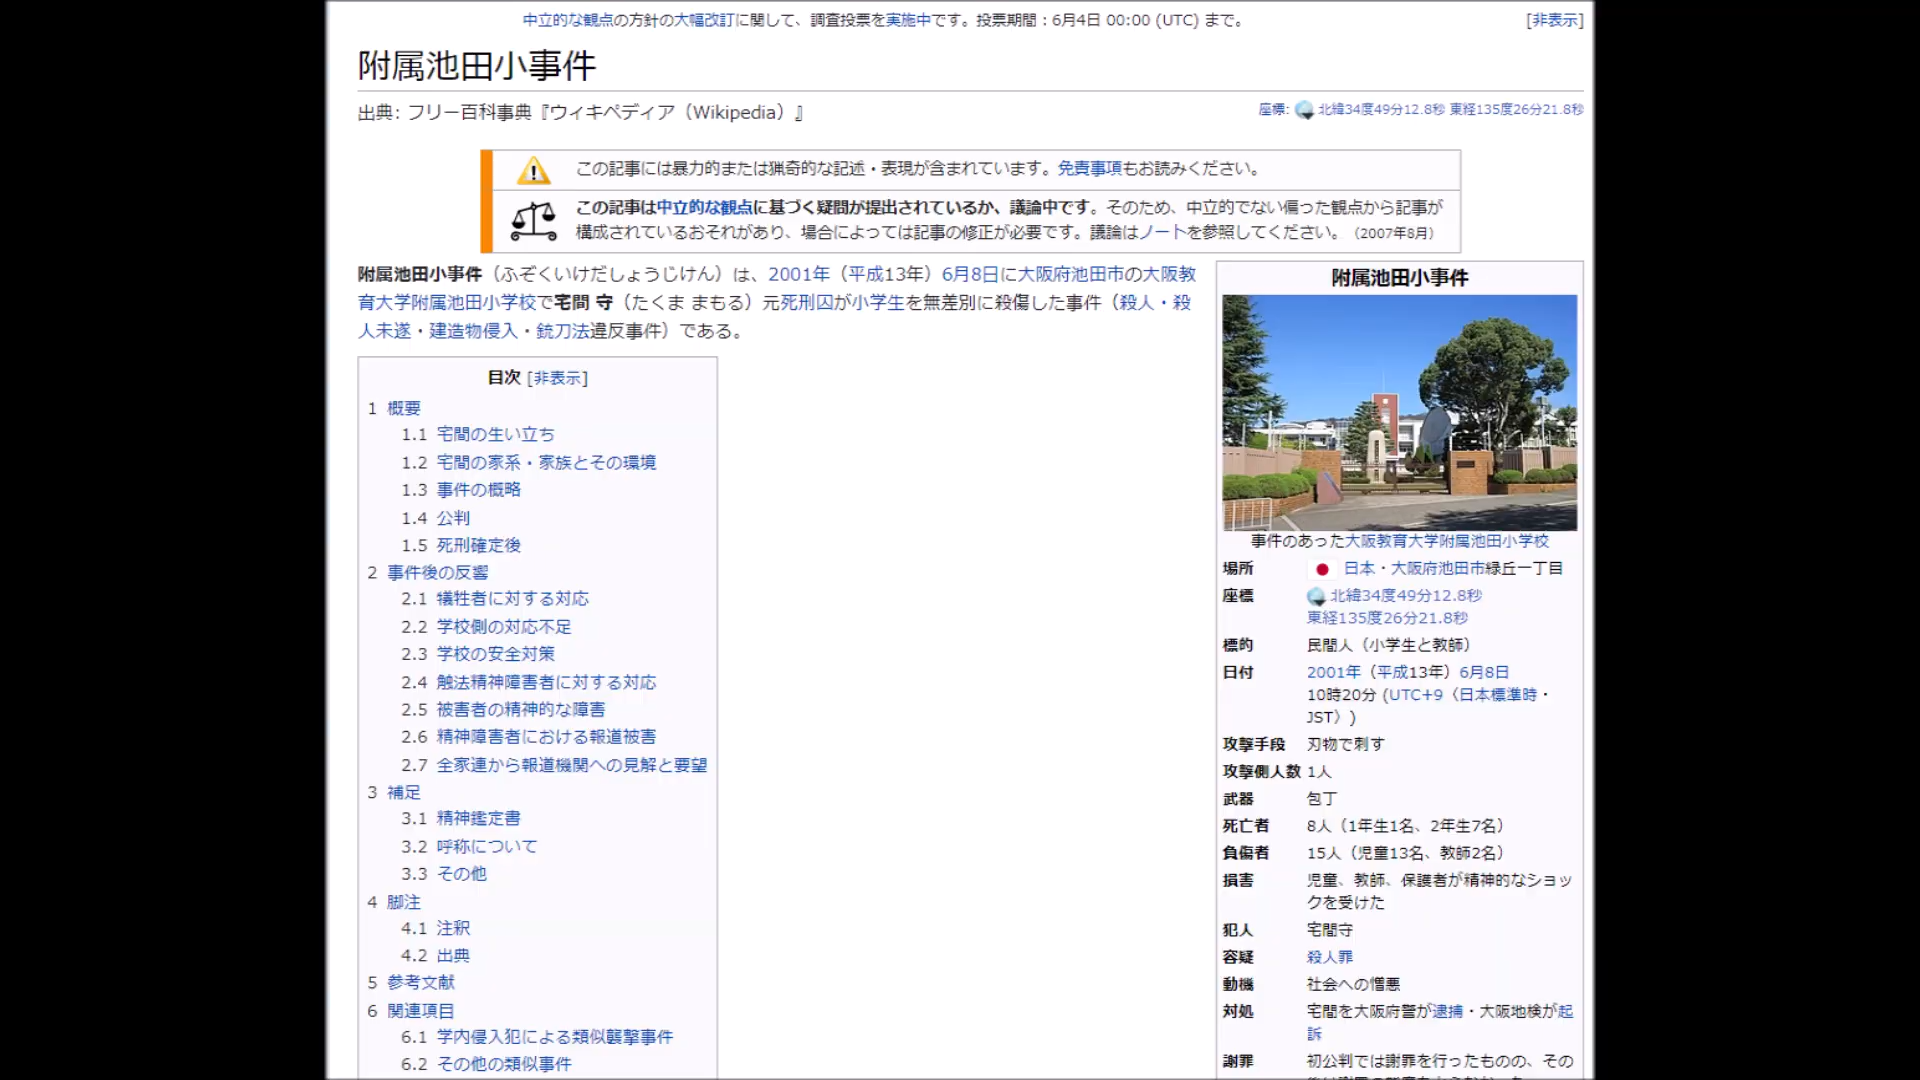 中立的な観点の方針の大幅改訂に関して、調査投票を実施中です。投票期間：6月4日 00:00 (UTC) まで。
[非表示]
附属池田小事件
出典: フリー百科事典『ウィキペディア（Wikipedia）』
座標: 北緯34度49分12.8秒 東経135度26分21.8秒
この記事には暴力的または猟奇的な記述・表現が含まれています。免責事項もお読みください。
この記事は中立的な観点に基づく疑問が提出されているか、議論中です。そのため、中立的でない偏った観点から記事が
構成されているおそれがあり、場合によっては記事の修正が必要です。議論はノートを参照してください。（2007年8月）
附属池田小事件（ふぞくいけだしょうじけん）は、2001年（平成13年）6月8日に大阪府池田市の大阪教
育大学附属池田小学校で宅間 守（たくま まもる）元死刑囚が小学生を無差別に殺傷した事件（殺人・殺
人未遂・建造物侵入・銃刀法違反事件）である。
目次 [非表示]
1 概要
1.1 宅間の生い立ち
1.2 宅間の家系・家族とその環境
1.3 事件の概略
1.4 公判
1.5 死刑確定後
2 事件後の反響
2.1 犠牲者に対する対応
2.2 学校側の対応不足
2.3 学校の安全対策
2.4 触法精神障害者に対する対応
2.5 被害者の精神的な障害
2.6 精神障害者における報道被害
2.7 全家連から報道機関への見解と要望
3 補足
3.1 精神鑑定書
3.2 呼称について
3.3 その他
4 脚注
4.1 注釈
4.2 出典
5 参考文献
6 関連項目
6.1 学内侵入犯による類似襲撃事件
6.2 その他の類似事件
附属池田小事件
事件のあった大阪教育大学附属池田小学校
場所 日本・大阪府池田市緑丘一丁目
座標 北緯34度49分12.8秒
東経135度26分21.8秒
標的 民間人（小学生と教師）
日付 2001年（平成13年）6月8日
10時20分 (UTC+9〈日本標準時・
JST〉)
攻撃手段 刃物で刺す
攻撃側人数 1人
武器 包丁
死亡者 8人（1年生1名、2年生7名）
負傷者 15人（児童13名、教師2名）
損害 児童、教師、保護者が精神的なショッ
クを受けた
犯人 宅間守
容疑 殺人罪
動機 社会への憎悪
対処 宅間を大阪府警が逮捕・大阪地検が起
訴
謝罪 初公判では謝罪を行ったものの、その